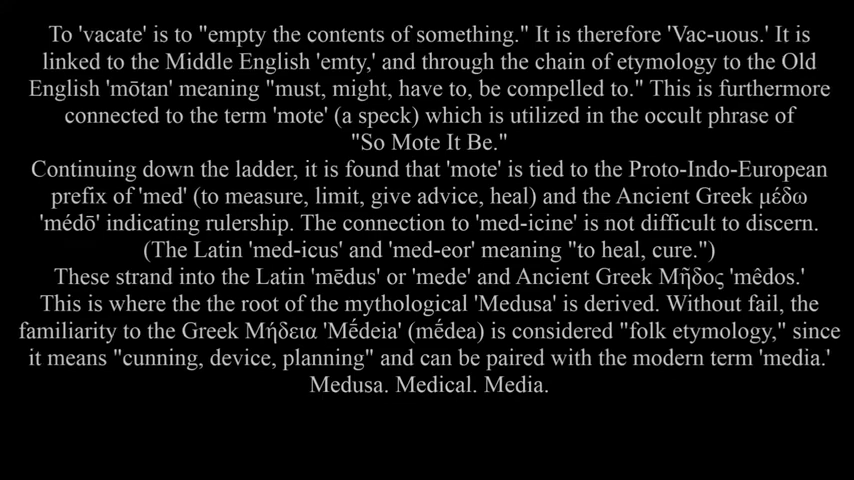 To 'vacate' is to "empty the contents of something." It is therefore 'Vac-uous.' It is
linked to the Middle English 'emty,' and through the chain of etymology to the Old
English 'mōtan' meaning "must, might, have to, be compelled to." This is furthermore
connected to the term 'mote' (a speck) which is utilized in the occult phrase of
"So Mote It Be."
Continuing down the ladder, it is found that 'mote' is tied to the Proto-Indo-European
prefix of 'med' (to measure, limit, give advice, heal) and the Ancient Greek μέδω
'médō' indicating rulership. The connection to 'med-icine' is not difficult to discern.
(The Latin 'med-icus' and 'med-eor' meaning "to heal, cure.")
These strand into the Latin 'mēdus' or 'mede' and Ancient Greek Μῆδος 'mêdos.'
This is where the the root of the mythological 'Medusa' is derived. Without fail, the
familiarity to the Greek Μήδεια 'Mḗdeia' (mḗdea) is considered "folk etymology," since
it means "cunning, device, planning" and can be paired with the modern term 'media.'
Medusa. Medical. Media.